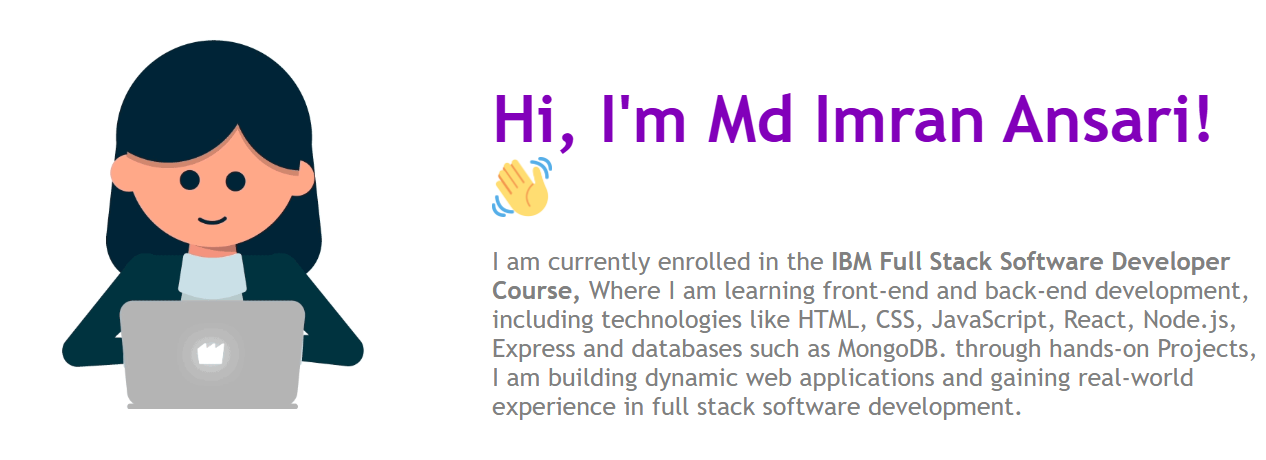 Hi, I'm Md Imran Ansari!
I am currently enrolled in the IBM Full Stack Software Developer
Course, Where I am learning front-end and back-end development,
including technologies like HTML, CSS, JavaScript, React, Node.js,
Express and databases such as MongoDB. through hands-on Projects,
I am building dynamic web applications and gaining real-world
experience in full stack software development.